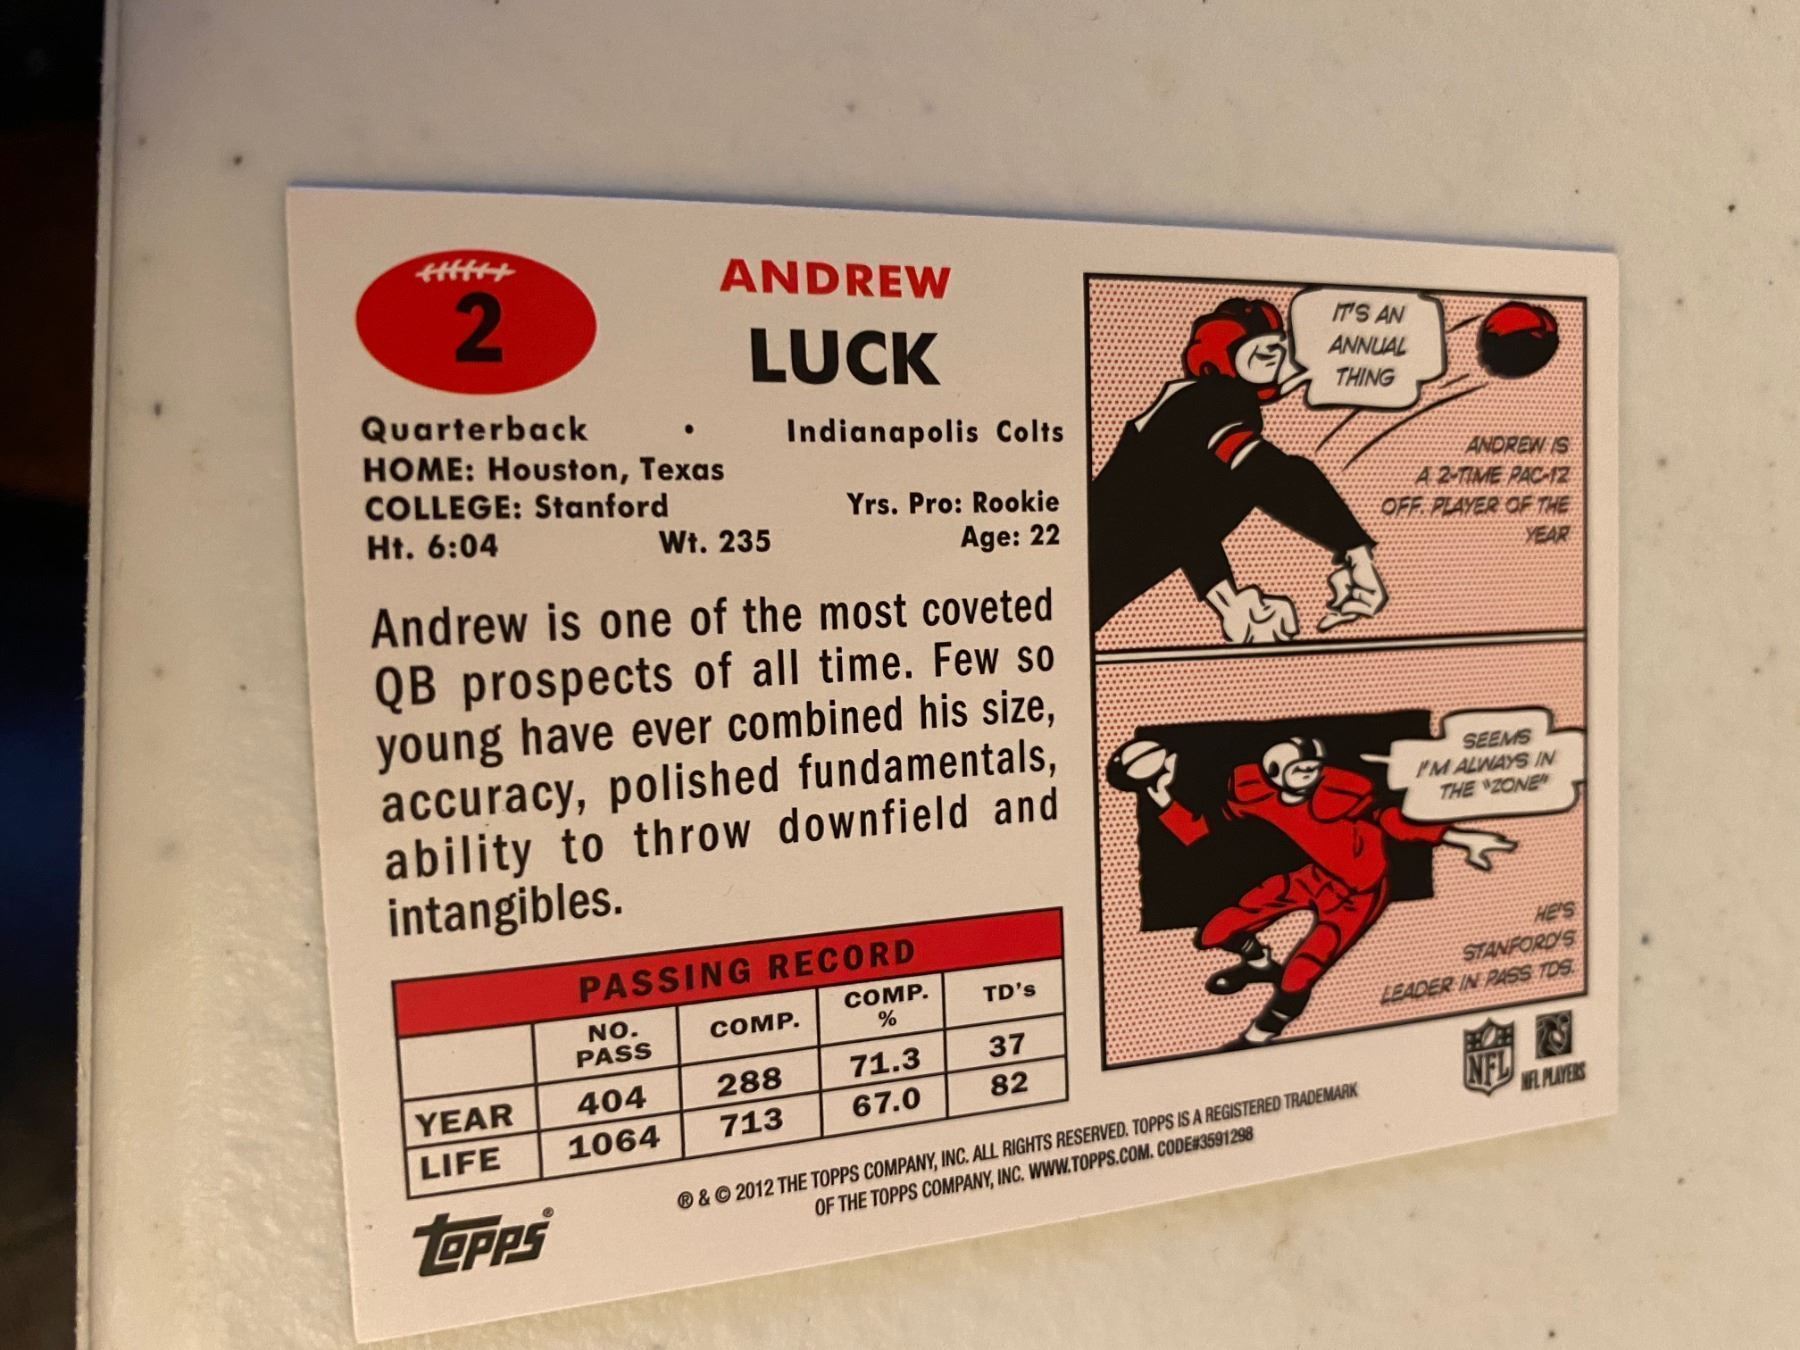 2
ANDREW
LUCK
Quarterback • Indianapolis Colts
HOME: Houston, Texas
COLLEGE: Stanford Yrs. Pro: Rookie
Ht. 6:04 Wt. 235 Age: 22
Andrew is one of the most coveted
QB prospects of all time. Few so
young have ever combined his size,
accuracy, polished fundamentals,
ability to throw downfield and
intangibles.
PASSING RECORD
NO. PASS COMP. COMP. % TD's
YEAR 404 288 71.3 37
LIFE 1064 713 67.0 82
IT'S AN
ANNUAL
THING
ANDREW IS
A 2-TIME PAC-12
OFF. PLAYER OF THE
YEAR
SEEMS
I'M ALWAYS IN
THE "ZONE"
HE'S
STANFORD'S
LEADER IN PASS TDS.
NFL
NFL PLAYERS
TOPPS®
® & © 2012 THE TOPPS COMPANY, INC. ALL RIGHTS RESERVED. TOPPS IS A REGISTERED TRADEMARK
OF THE TOPPS COMPANY, INC. WWW.TOPPS.COM. CODE#3591298